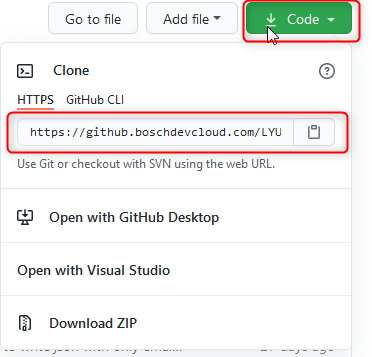 Go to file
Add file
Code
Clone
HTTPS
GitHub CLI
https://github.boschdevcloud.com/LYU
Use Git or checkout with SVN using the web URL.
Open with GitHub Desktop
Open with Visual Studio
Download ZIP